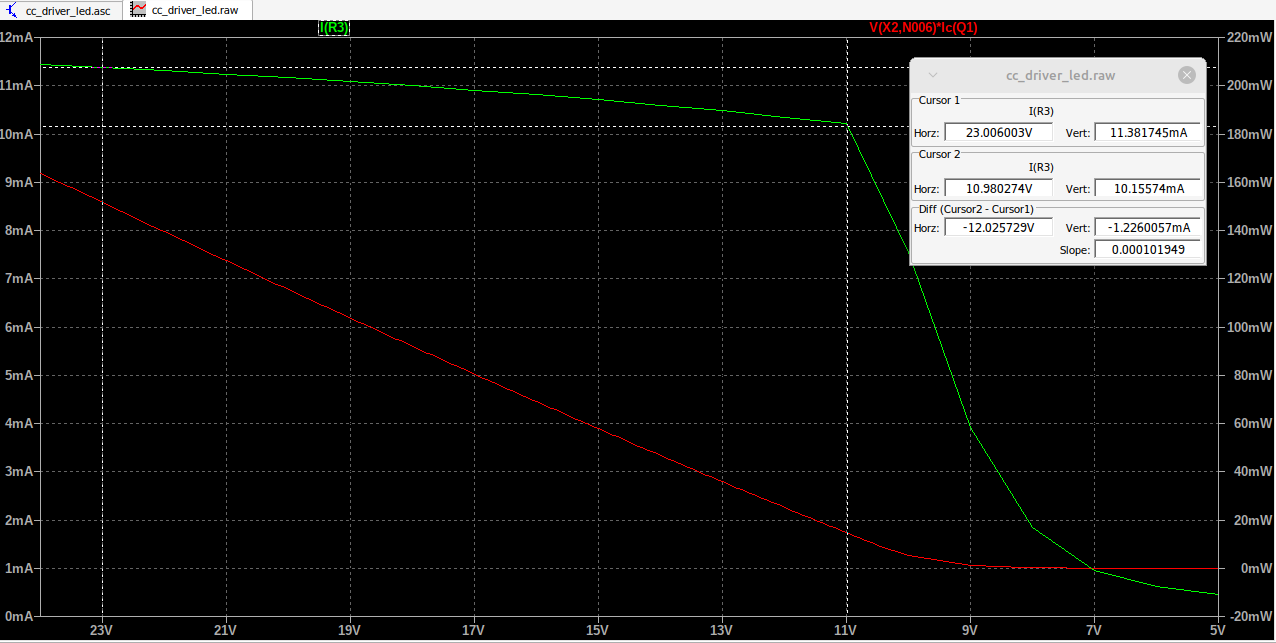 cc_driver_led.asc cc_driver_led.raw
I(R3) V(X2,N006)*Ic(Q1)
12mA 220mW
cc_driver_led.raw
11mA 200mW
Cursor 1
I(R3)
Horz: 23.006003V Vert: 11.381745mA
10mA 180mW
Cursor 2
I(R3)
9mA 160mW
Horz: 10.980274V Vert: 10.15574mA
Diff (Cursor2 - Cursor1)
8mA 140mW
Horz: -12.025729V Vert: -1.2260057mA
Slope: 0.000101949
7mA 120mW
6mA 100mW
5mA 80mW
4mA 60mW
3mA 40mW
2mA 20mW
1mA 0mW
0mA -20mW
23V 21V 19V 17V 15V 13V 11V 9V 7V 5V